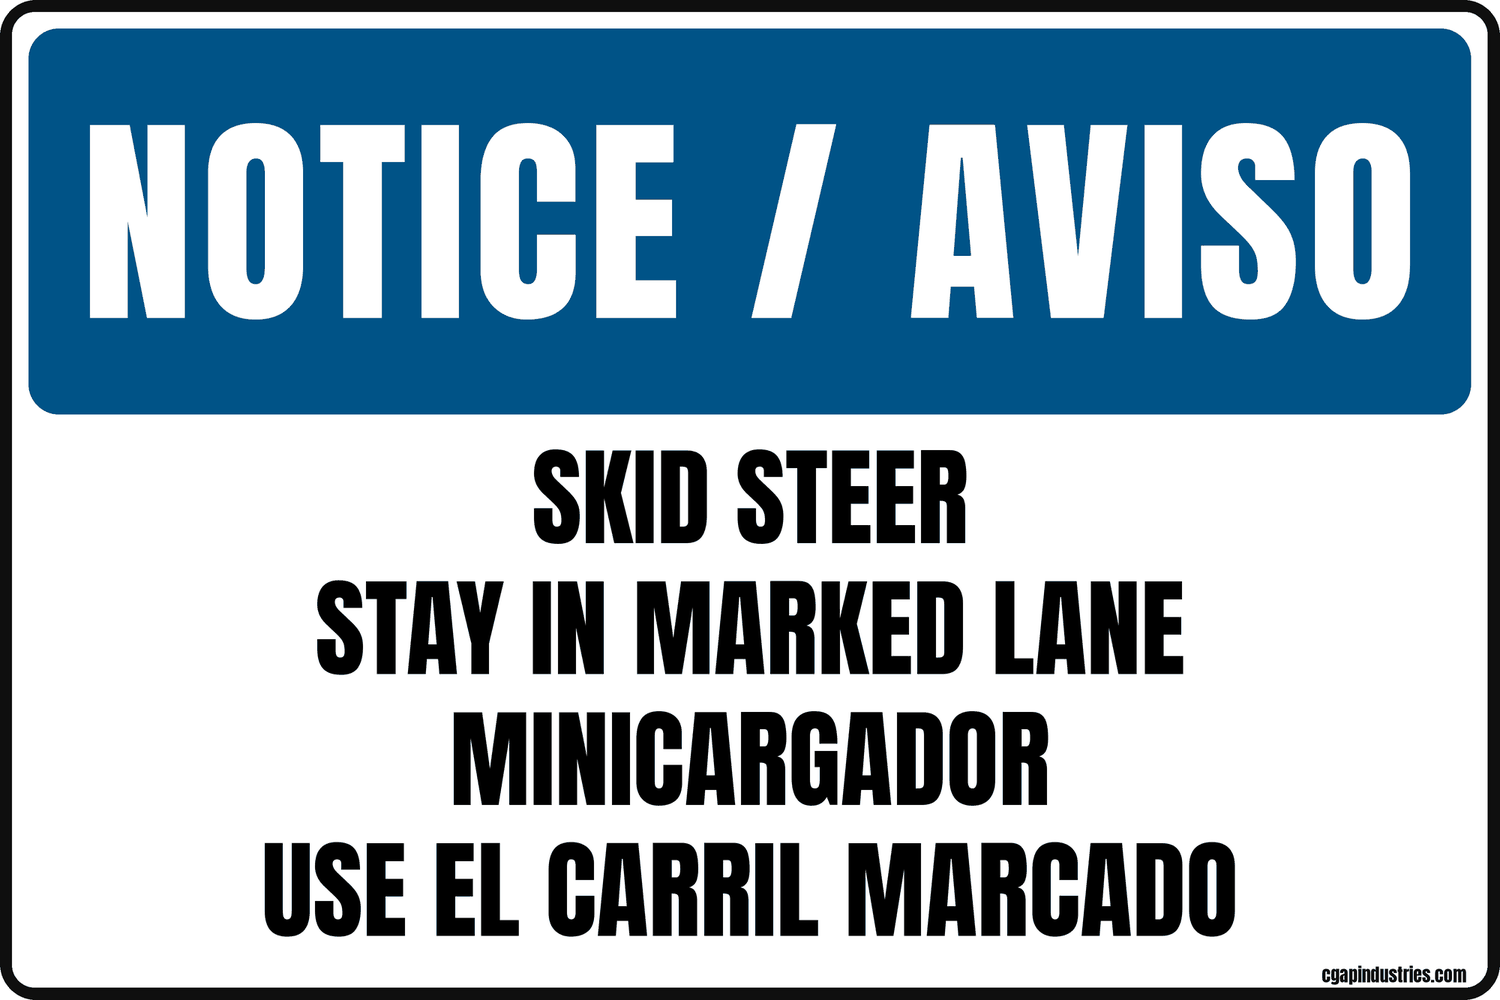 NOTICE / AVISO
SKID STEER
STAY IN MARKED LANE
MINICARGADOR
USE EL CARRIL MARCADO
cgapindustries.com